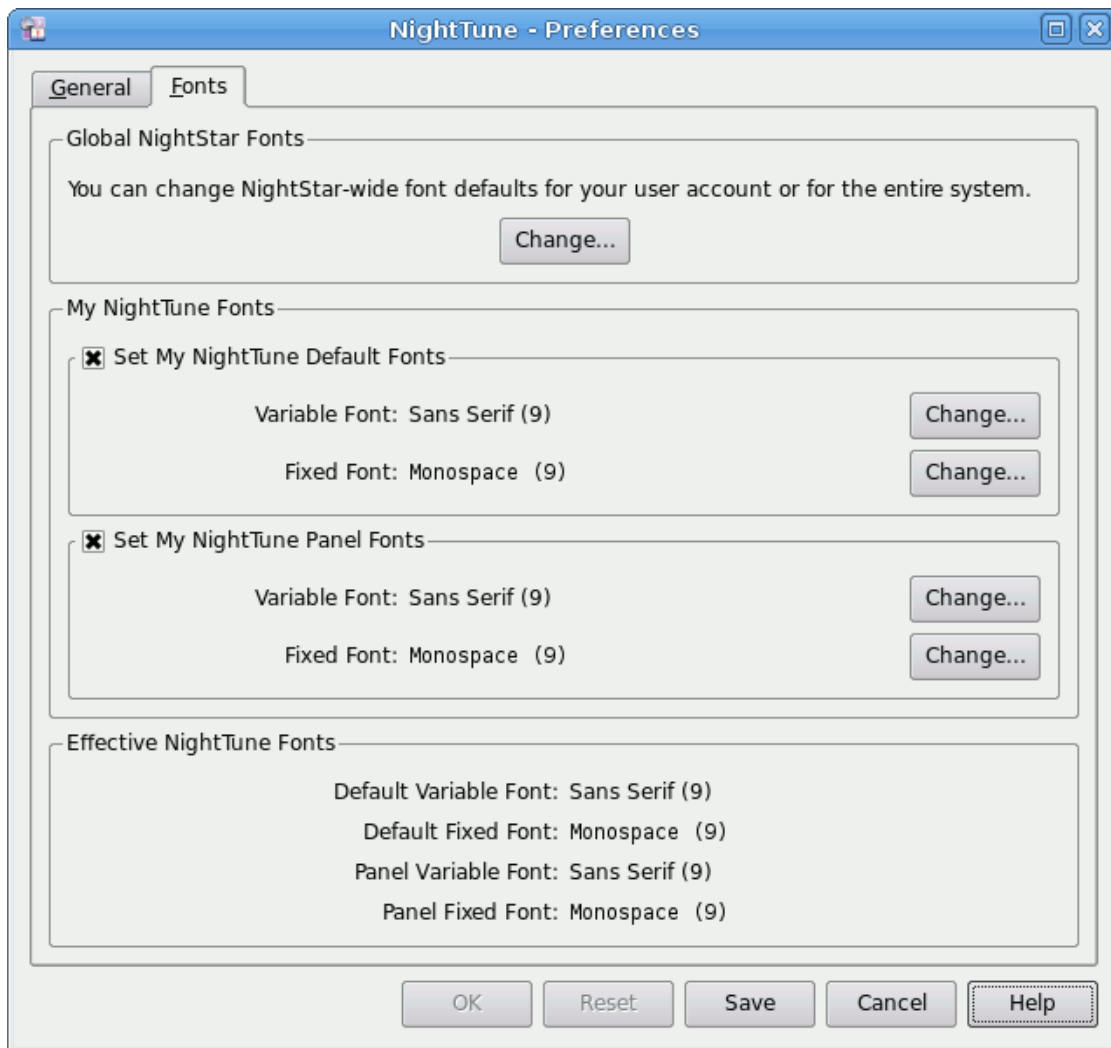 NightTune - Preferences
General
Fonts
Global NightStar Fonts
You can change NightStar-wide font defaults for your user account or for the entire system.
Change...
My NightTune Fonts
Set My NightTune Default Fonts
Variable Font: Sans Serif (9) Change...
Fixed Font: Monospace (9) Change...
Set My NightTune Panel Fonts
Variable Font: Sans Serif (9) Change...
Fixed Font: Monospace (9) Change...
Effective NightTune Fonts
Default Variable Font: Sans Serif (9)
Default Fixed Font: Monospace (9)
Panel Variable Font: Sans Serif (9)
Panel Fixed Font: Monospace (9)
OK Reset Save Cancel Help